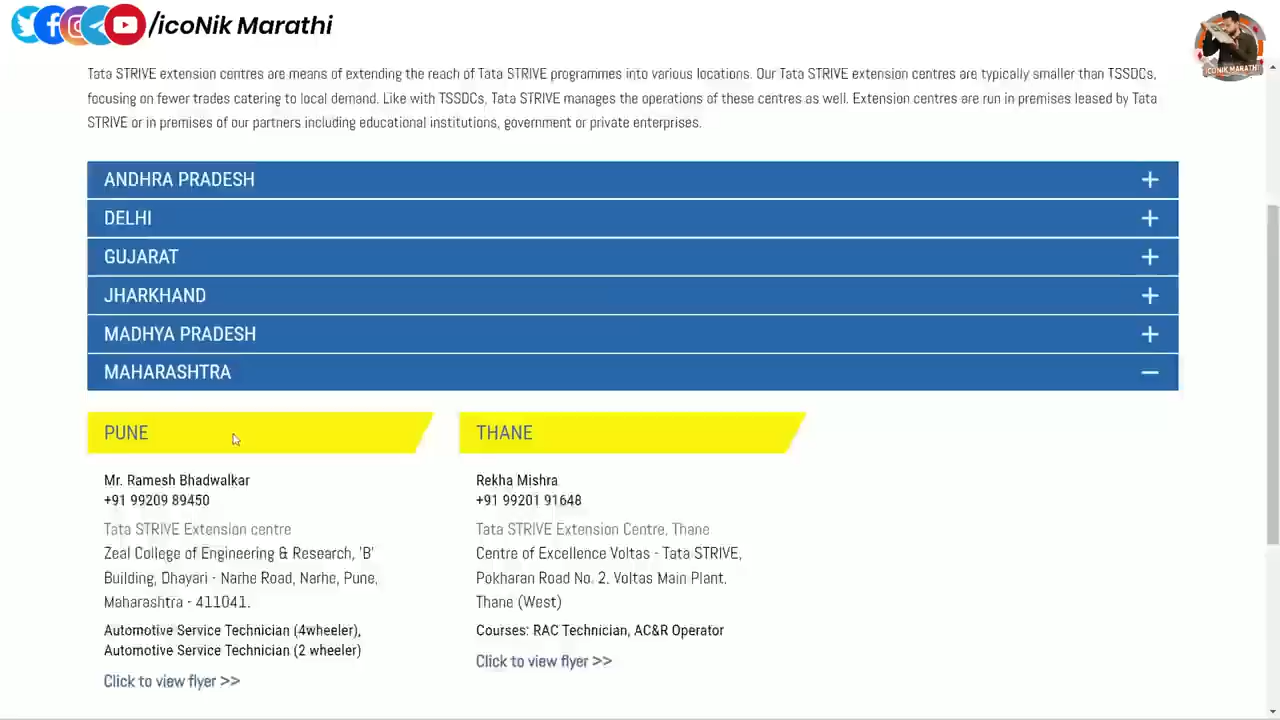 /icoNik Marathi
ICONIK MARATHI
Tata STRIVE extension centres are means of extending the reach of Tata STRIVE programmes into various locations. Our Tata STRIVE extension centres are typically smaller than TSSDCs,
focusing on fewer trades catering to local demand. Like with TSSDCs, Tata STRIVE manages the operations of these centres as well. Extension centres are run in premises leased by Tata
STRIVE or in premises of our partners including educational institutions, government or private enterprises.
ANDHRA PRADESH
DELHI
GUJARAT
JHARKHAND
MADHYA PRADESH
MAHARASHTRA
PUNE
Mr. Ramesh Bhadwalkar
+91 99209 89450
Tata STRIVE Extension centre
Zeal College of Engineering & Research, 'B'
Building, Dhayari - Narhe Road, Narhe, Pune,
Maharashtra - 411041.
Automotive Service Technician (4wheeler),
Automotive Service Technician (2 wheeler)
Click to view flyer >>
THANE
Rekha Mishra
+91 99201 91648
Tata STRIVE Extension Centre, Thane
Centre of Excellence Voltas - Tata STRIVE,
Pokharan Road No. 2. Voltas Main Plant.
Thane (West)
Courses: RAC Technician, AC&R Operator
Click to view flyer >>